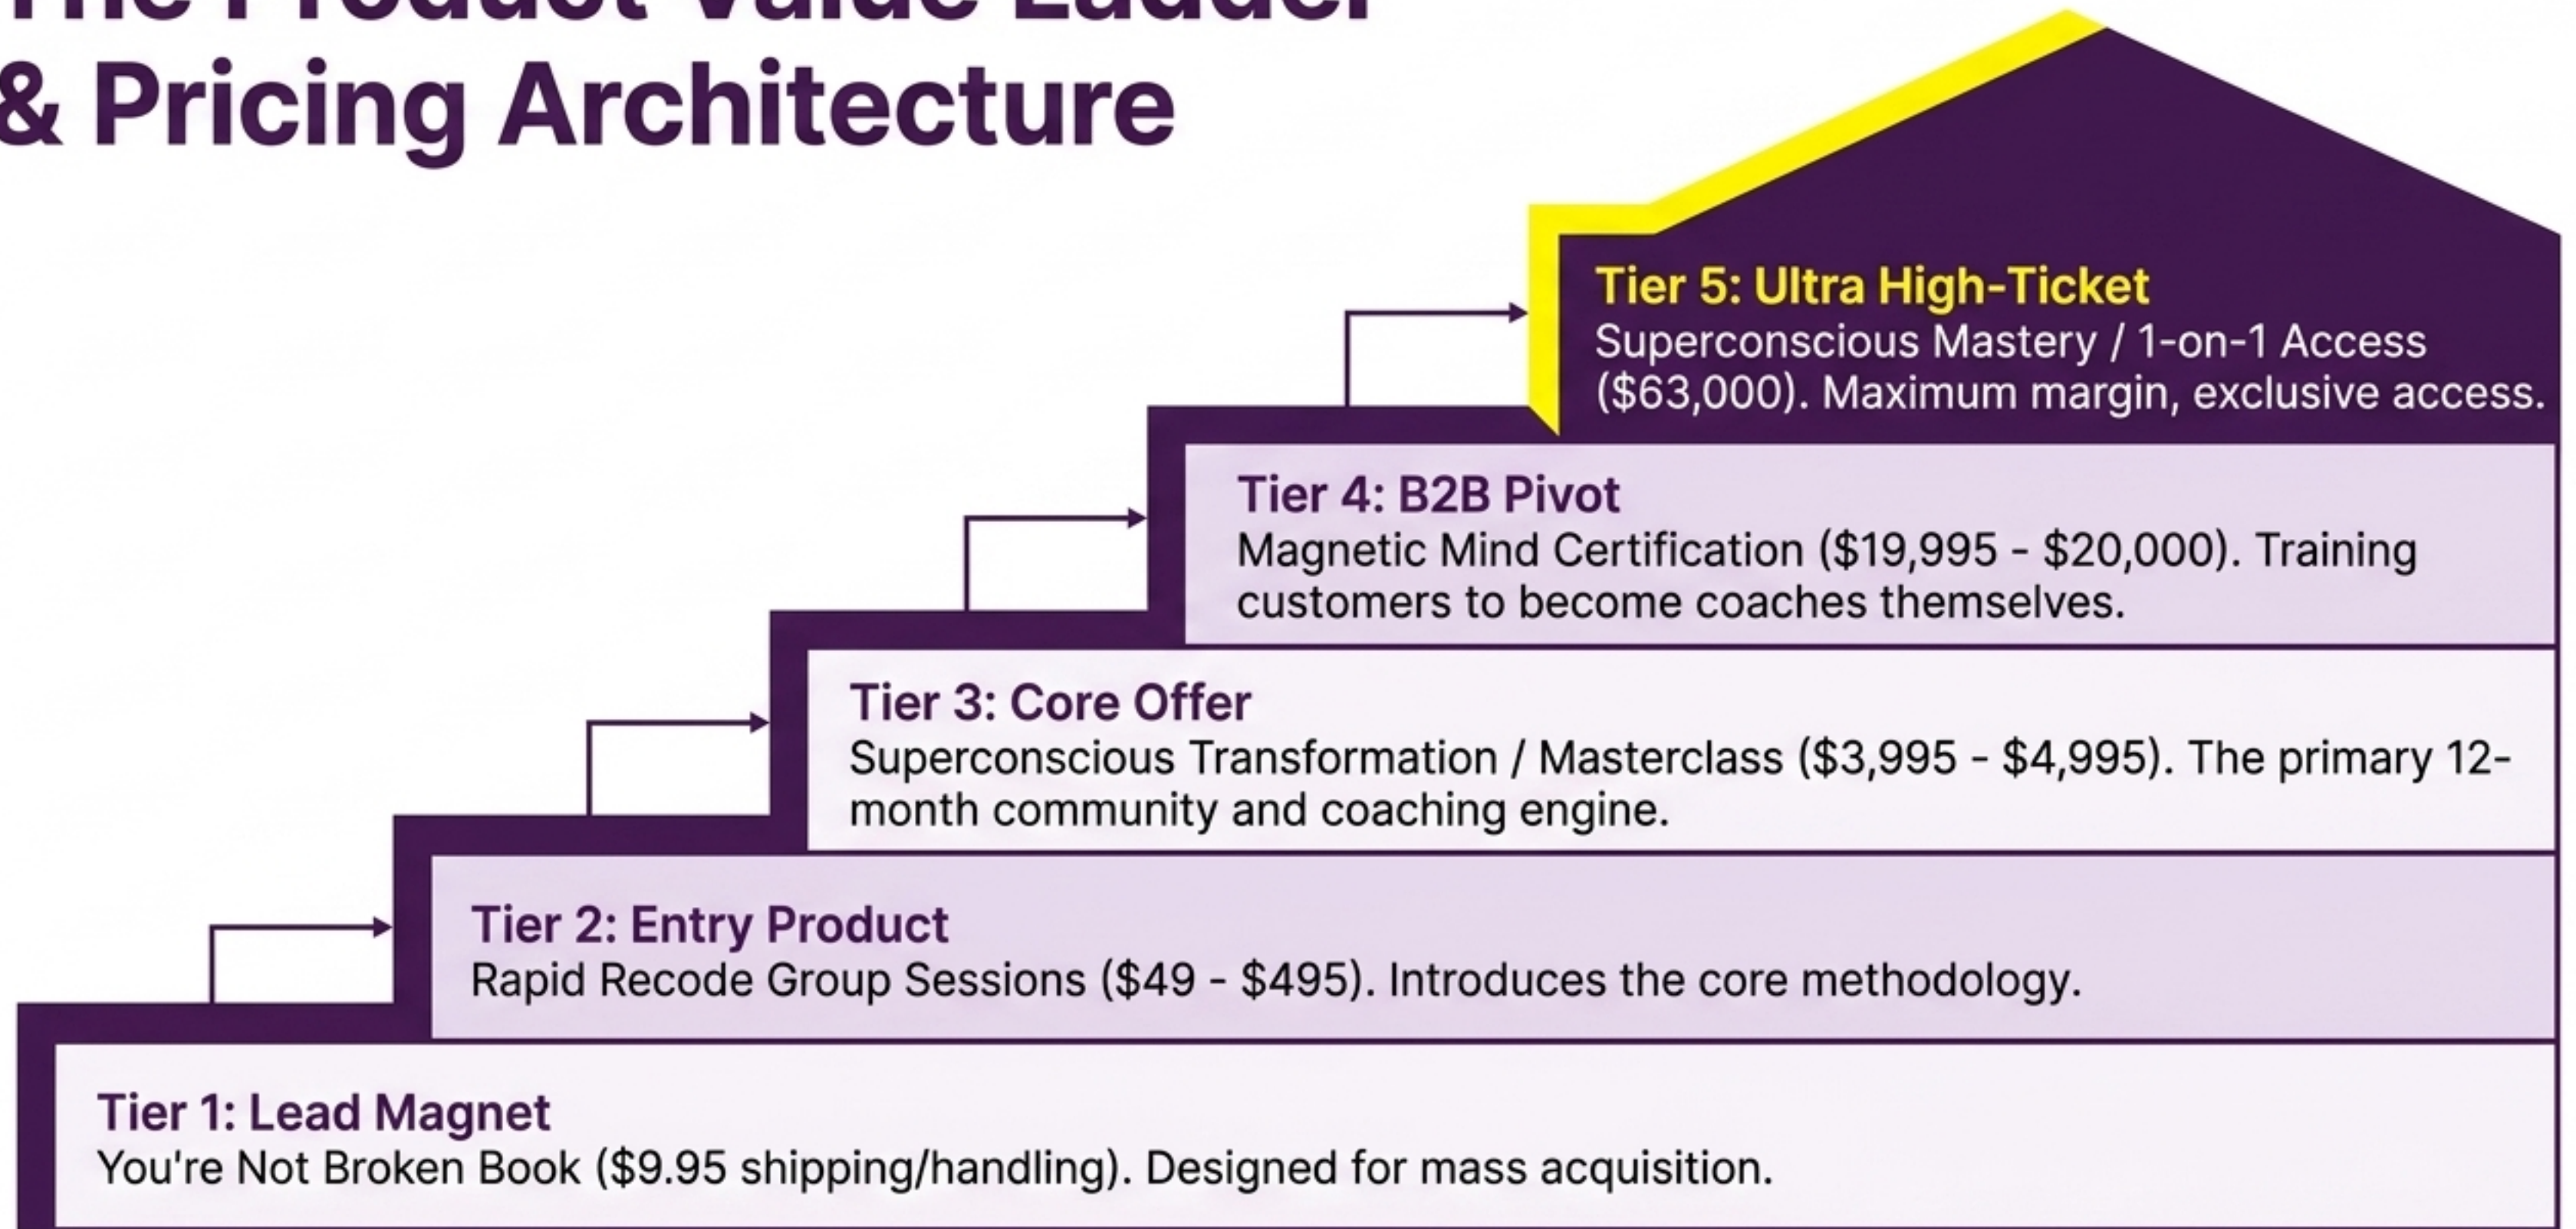 The Product Value Ladder
& Pricing Architecture
Tier 5: Ultra High-Ticket
Superconscious Mastery / 1-on-1 Access
($63,000). Maximum margin, exclusive access.
Tier 4: B2B Pivot
Magnetic Mind Certification ($19,995 - $20,000). Training
customers to become coaches themselves.
Tier 3: Core Offer
Superconscious Transformation / Masterclass ($3,995 - $4,995). The primary 12-
month community and coaching engine.
Tier 2: Entry Product
Rapid Recode Group Sessions ($49 - $495). Introduces the core methodology.
Tier 1: Lead Magnet
You're Not Broken Book ($9.95 shipping/handling). Designed for mass acquisition.